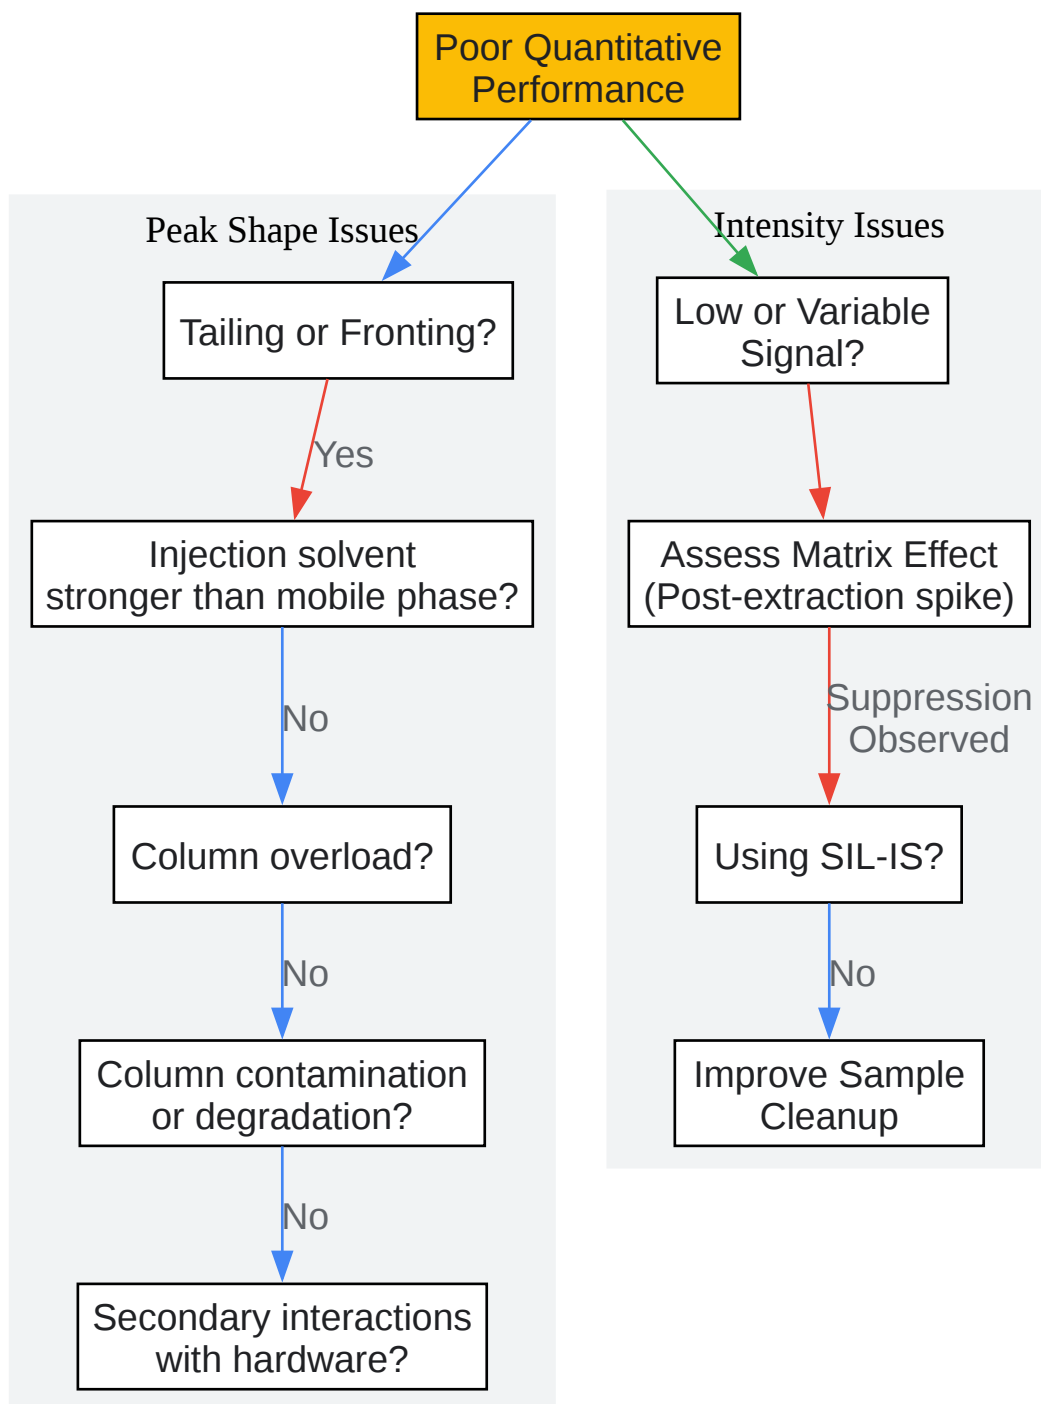 Poor Quantitative
Performance
Peak Shape Issues
Tailing or Fronting?
Yes
Injection solvent
stronger than mobile phase?
No
Column overload?
No
Column contamination
or degradation?
No
Secondary interactions
with hardware?
Intensity Issues
Low or Variable
Signal?
Assess Matrix Effect
(Post-extraction spike)
Suppression
Observed
Using SIL-IS?
No
Improve Sample
Cleanup